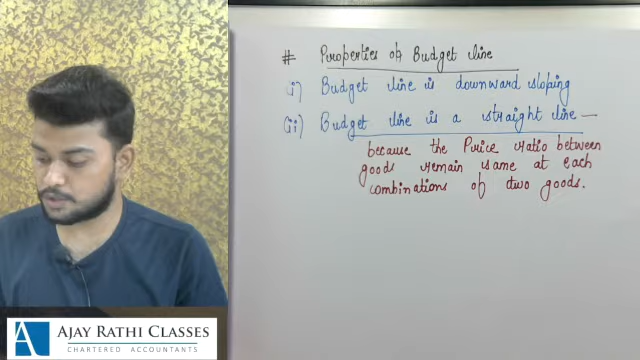 # Properties of Budget line
(i) Budget line is downward sloping
(ii) Budget line is a straight line —
because the Price ratio between
goods remain same at each
combinations of two goods.
A
AJAY RATHI CLASSES
CHARTERED ACCOUNTANTS